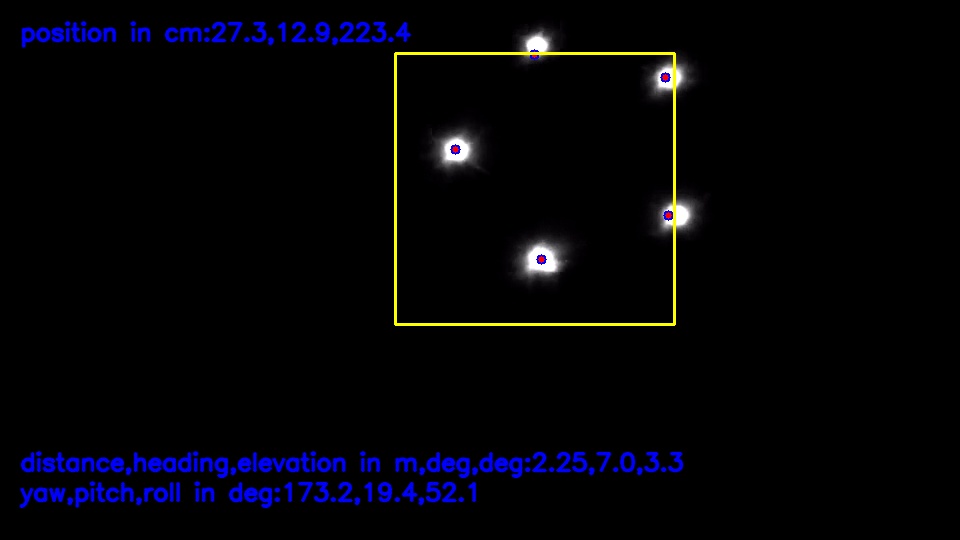 position in cm:27.3,12.9,223.4
distance,heading,elevation in m,deg,deg:2.25,7.0,3.3
yaw,pitch,roll in deg:173.2,19.4,52.1